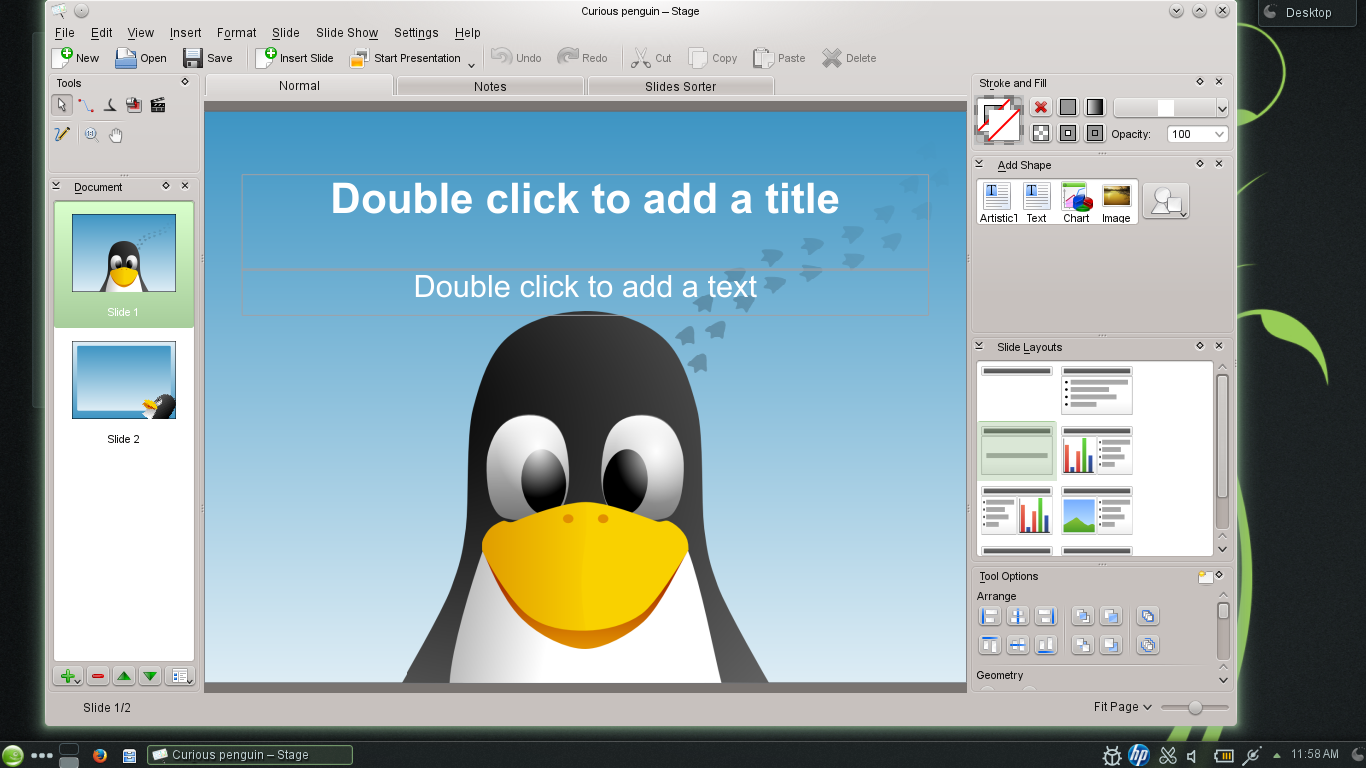 Curious penguin – Stage
Desktop
File Edit View Insert Format Slide Slide Show Settings Help
New Open Save Insert Slide Start Presentation Undo Redo Cut Copy Paste Delete
Tools
Normal Notes Slides Sorter
Stroke and Fill
Opacity: 100
Document
Add Shape
T T
ArtisticT Text Chart Image
Double click to add a title
Double click to add a text
Slide 1
Slide 2
Slide Layouts
Tool Options
Arrange
Geometry
Slide 1/2
Fit Page
Curious penguin – Stage
hp
11:58 AM